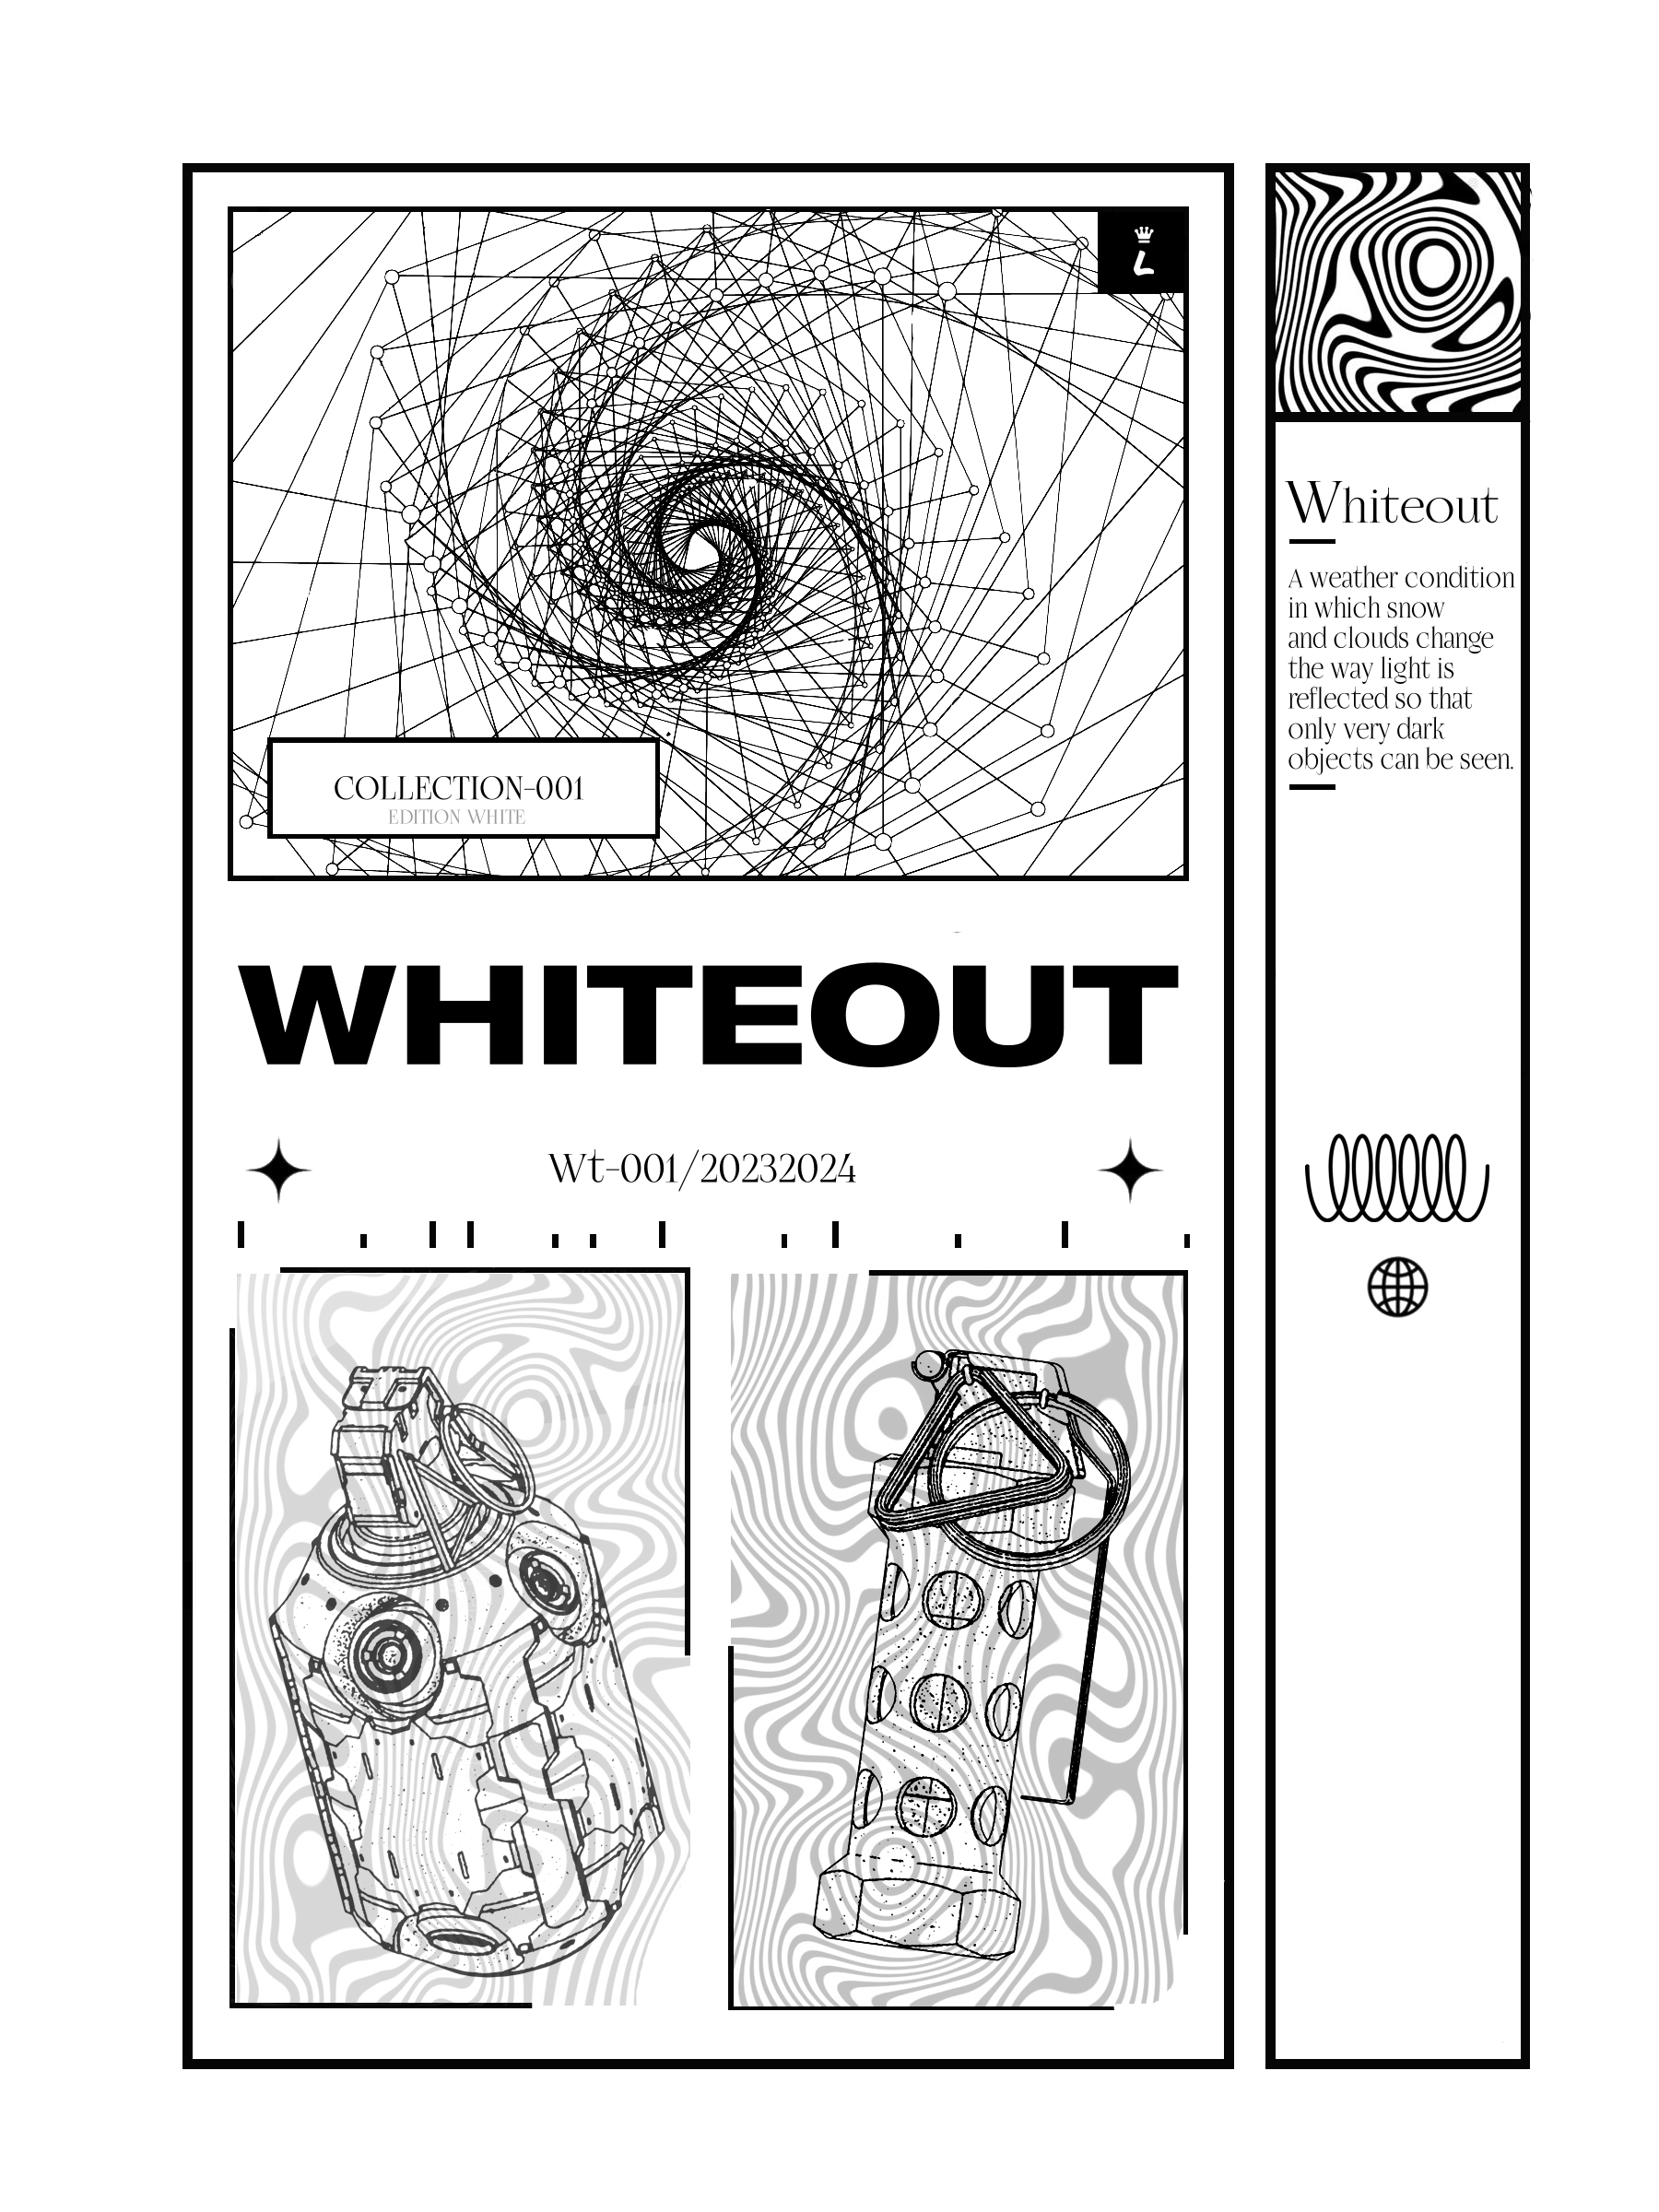 L
COLLECTION-001
EDITION WHITE
WHITEOUT
Wt-001/20232024
Whiteout
A weather condition
in which snow
and clouds change
the way light is
reflected so that
only very dark
objects can be seen.